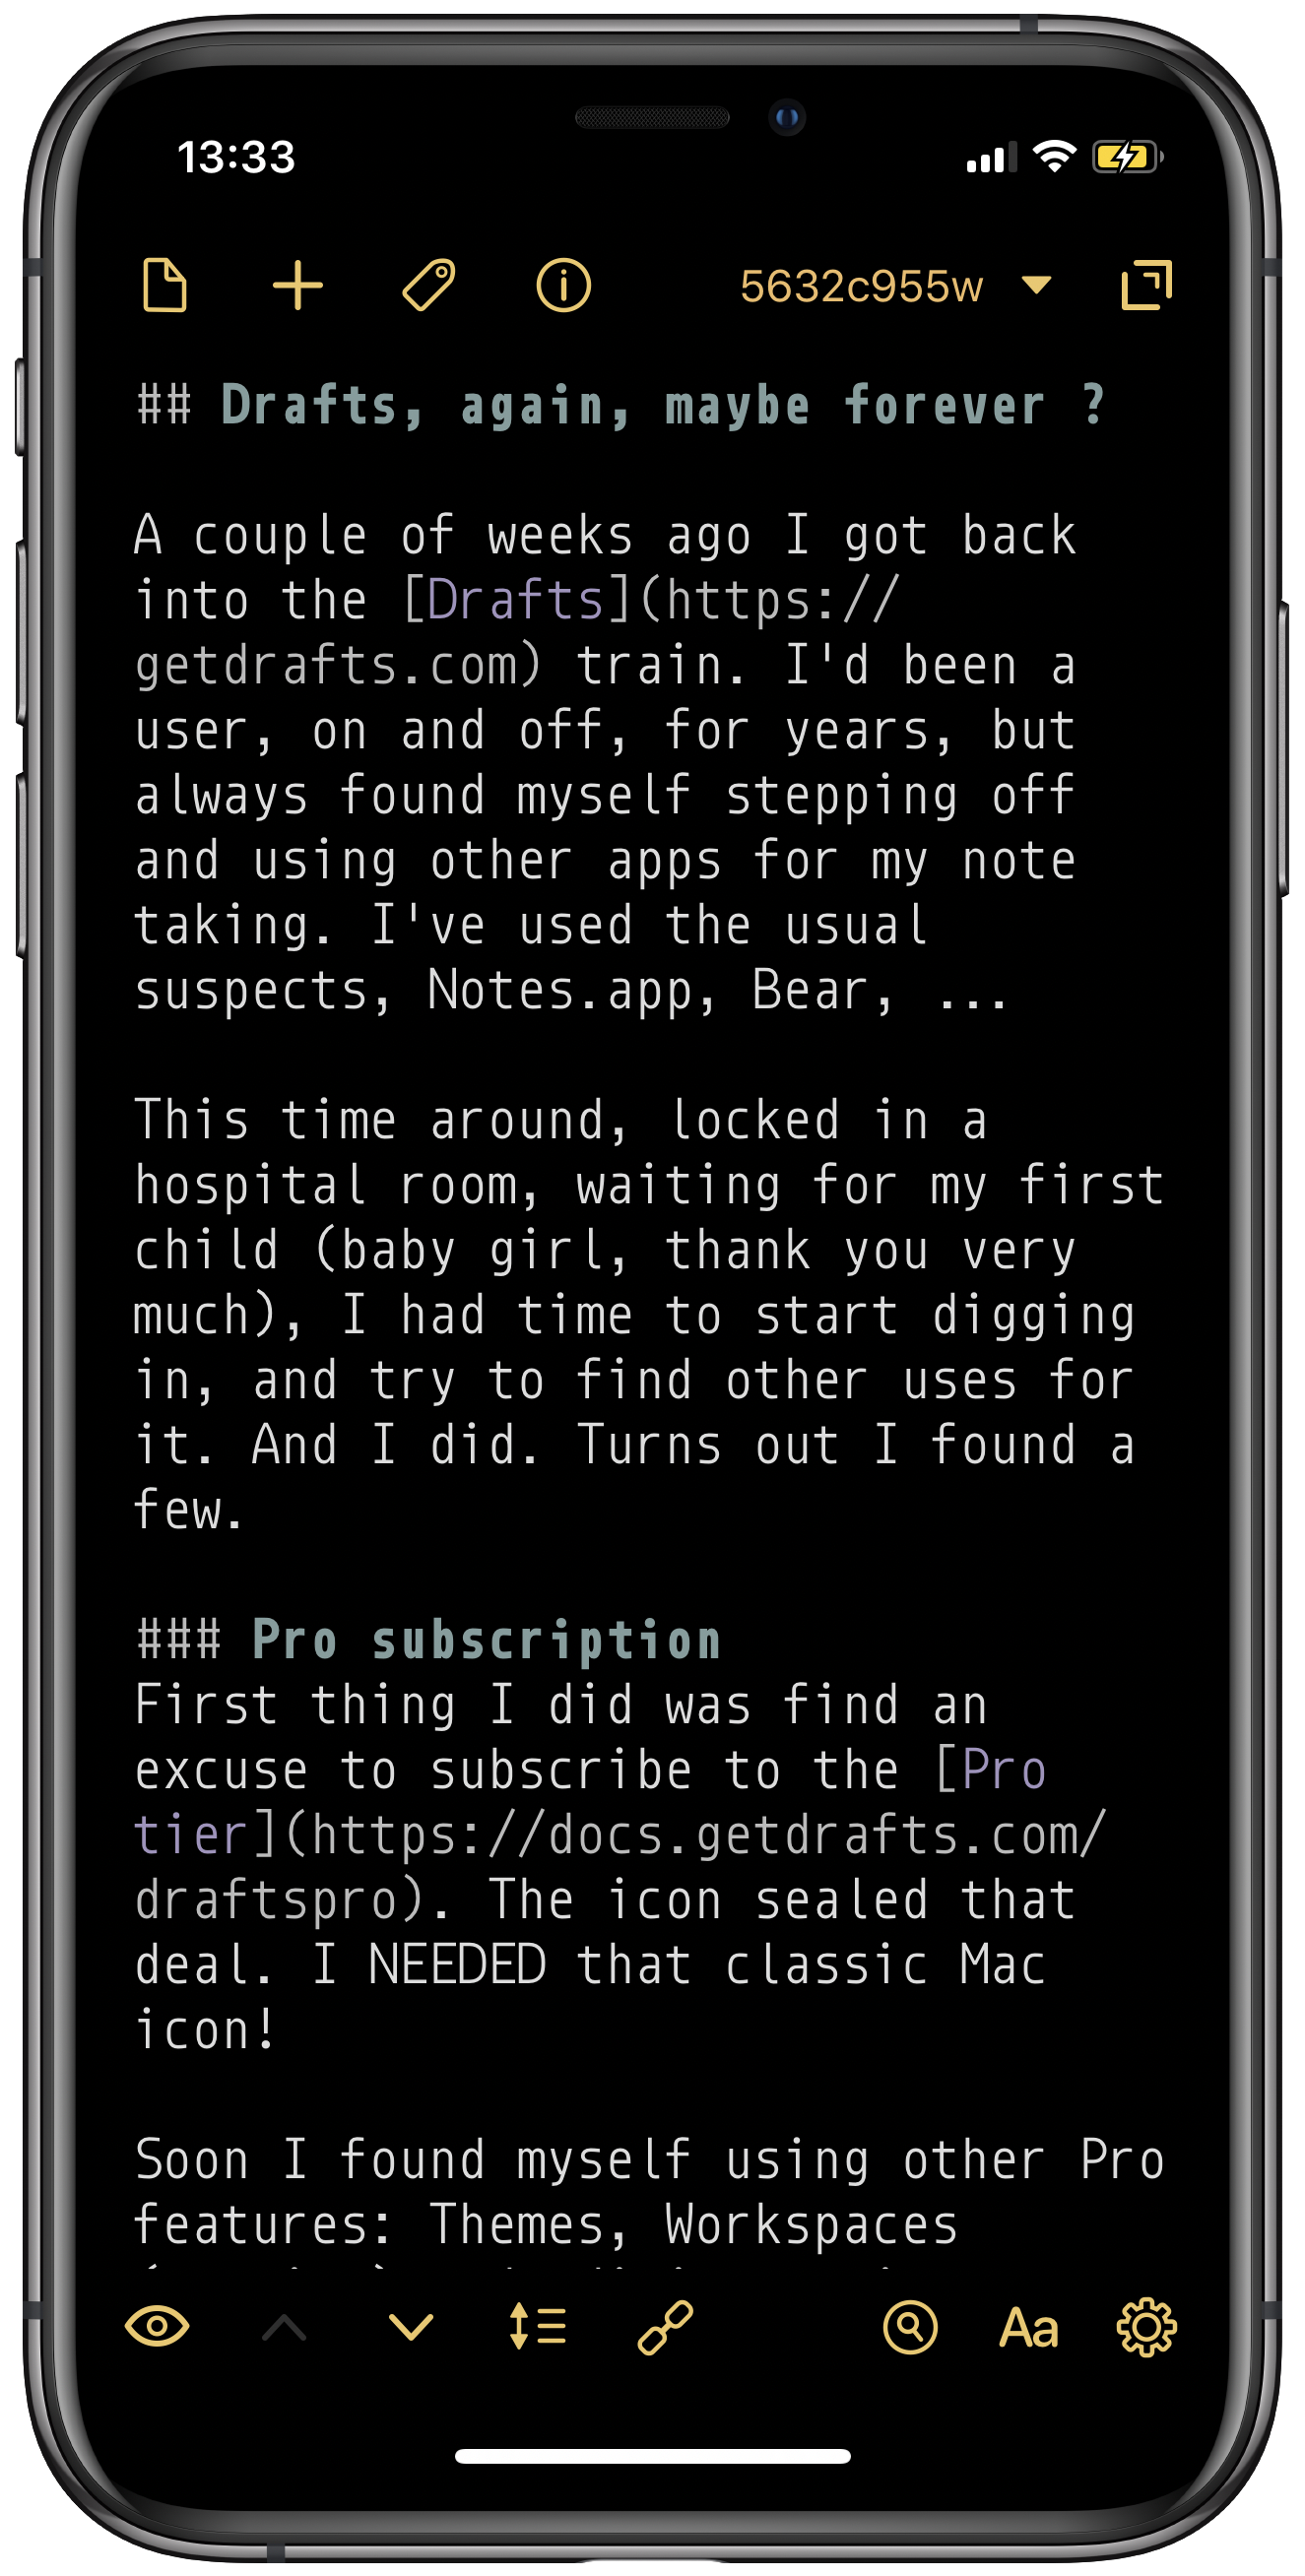 13:33
5632c955w
## Drafts, again, maybe forever ?
A couple of weeks ago I got back
into the [Drafts](https://
getdrafts.com) train. I'd been a
user, on and off, for years, but
always found myself stepping off
and using other apps for my note
taking. I've used the usual
suspects, Notes.app, Bear, ...
This time around, locked in a
hospital room, waiting for my first
child (baby girl, thank you very
much), I had time to start digging
in, and try to find other uses for
it. And I did. Turns out I found a
few.
### Pro subscription
First thing I did was find an
excuse to subscribe to the [Pro
tier](https://docs.getdrafts.com/
draftspro). The icon sealed that
deal. I NEEDED that classic Mac
icon!
Soon I found myself using other Pro
features: Themes, Workspaces
Aa